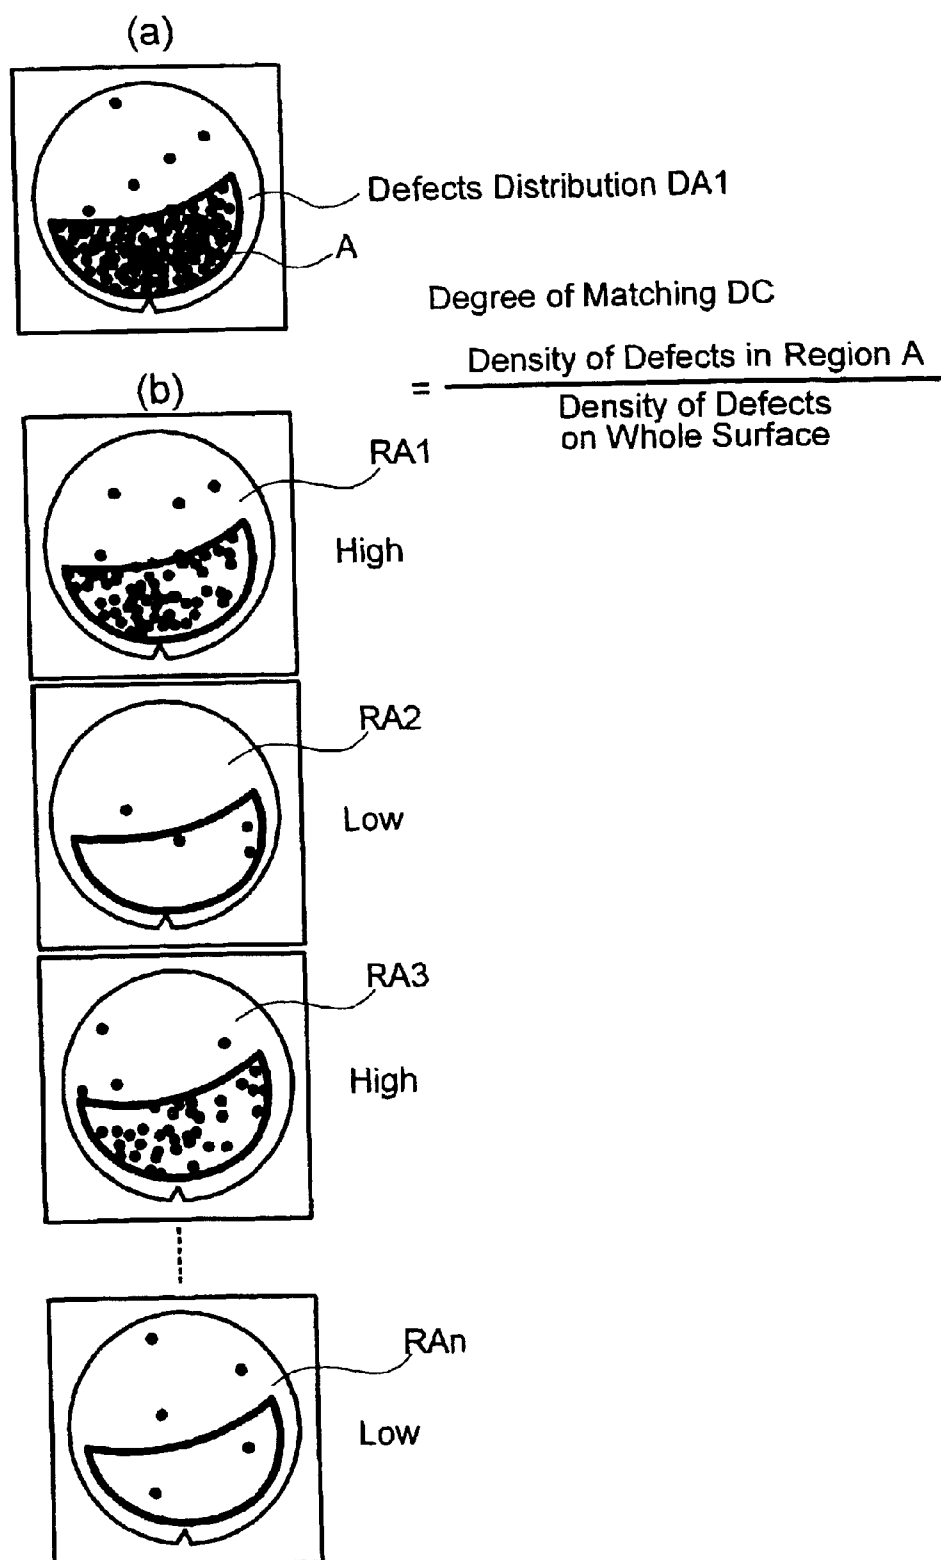 (a)
Defects Distribution DA1
A
Degree of Matching DC
= Density of Defects in Region A
Density of Defects
on Whole Surface
(b)
RA1
High
RA2
Low
RA3
High
RAn
Low